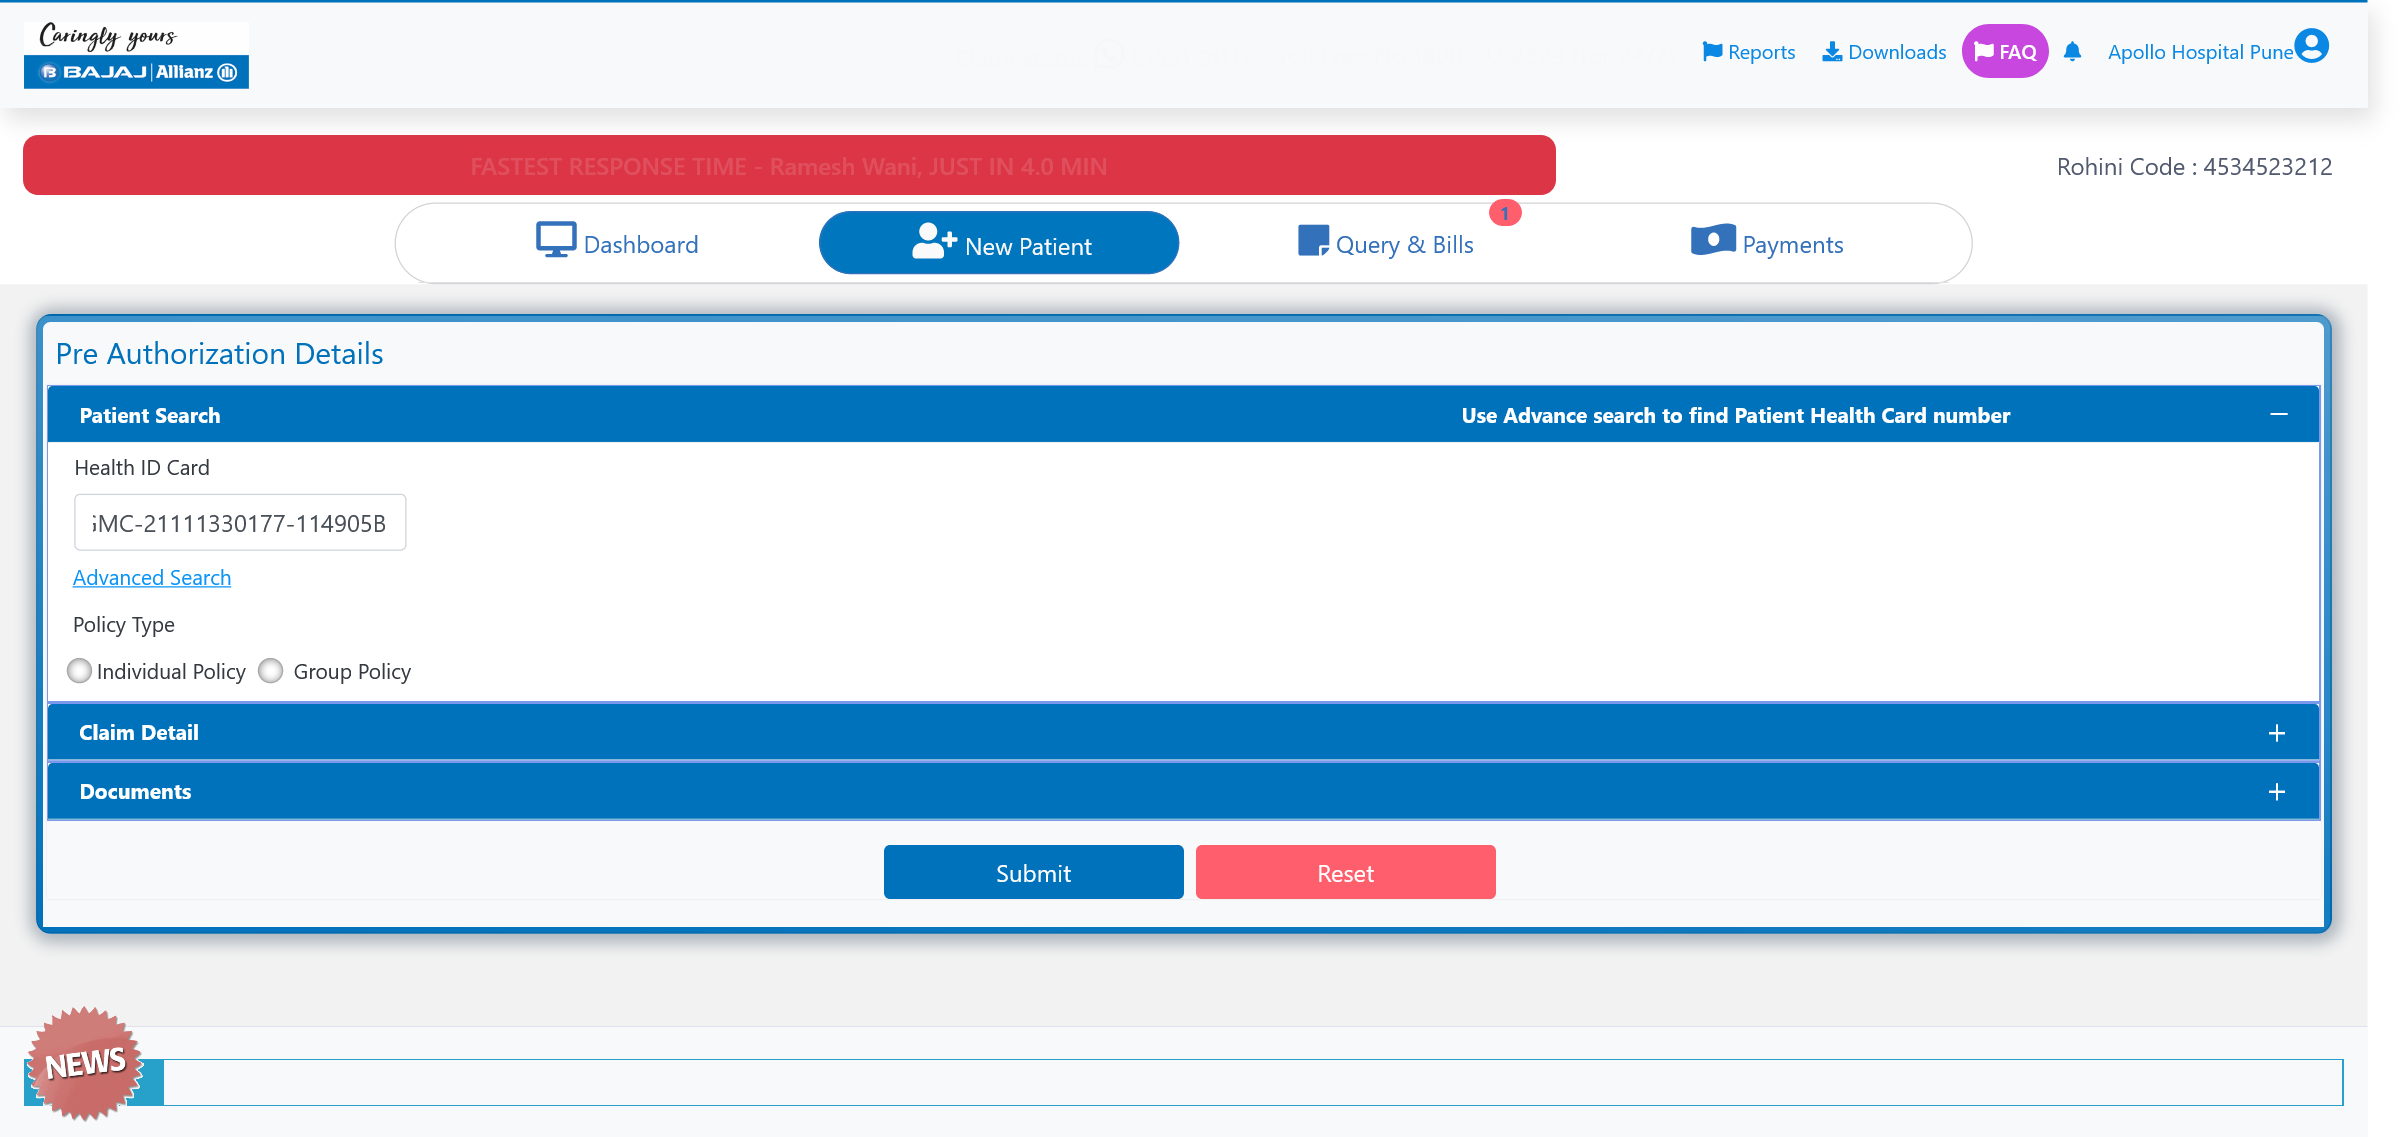 Caringly yours
BAJAJ | Allianz
Reports
Downloads
FAQ
Apollo Hospital Pune
FASTEST RESPONSE TIME - Ramesh Wani, JUST IN 4.0 MIN
Rohini Code : 4534523212
Dashboard
New Patient
Query & Bills
1
Payments
Pre Authorization Details
Patient Search
Use Advance search to find Patient Health Card number
Health ID Card
MC-21111330177-114905B
Advanced Search
Policy Type
Individual Policy
Group Policy
Claim Detail
Documents
Submit
Reset
NEWS